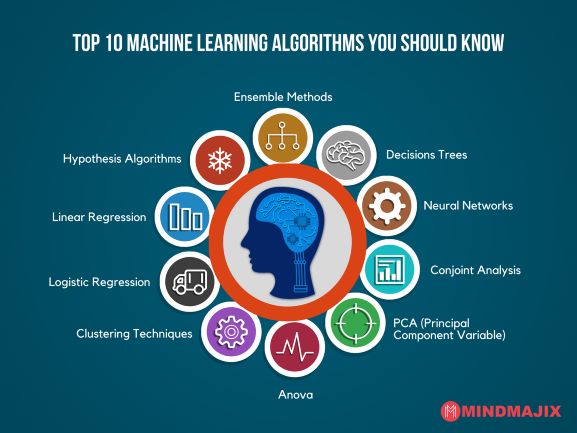 TOP 10 MACHINE LEARNING ALGORITHMS YOU SHOULD KNOW
Ensemble Methods
Hypothesis Algorithms
Decisions Trees
Linear Regression
Neural Networks
Logistic Regression
Conjoint Analysis
Clustering Techniques
PCA (Principal
Component Variable)
Anova
MINDMAJIX